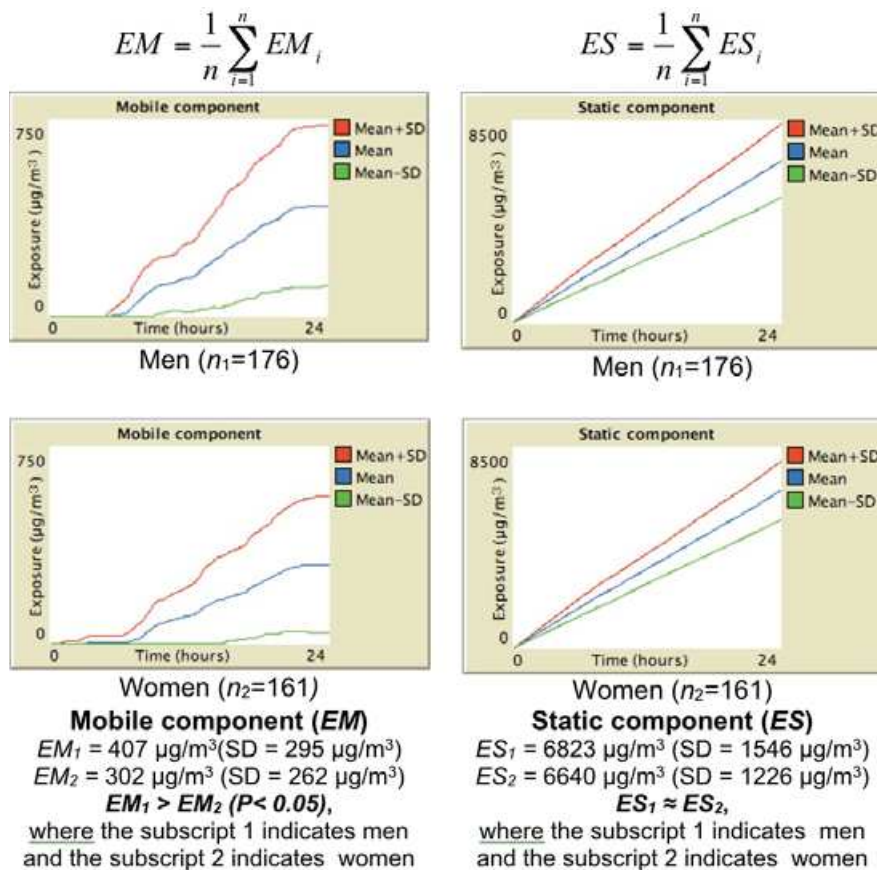 EM = \frac{1}{n} \sum_{i=1}^{n} EM_i
ES = \frac{1}{n} \sum_{i=1}^{n} ES_i
Mobile component
750
Exposure (µg/m³)
0
0
Time (hours)
24
Mean+SD
Mean
Mean-SD
Men (n₁=176)
Static component
8500
Exposure (µg/m³)
0
0
Time (hours)
24
Mean+SD
Mean
Mean-SD
Men (n₁=176)
Mobile component
750
Exposure (µg/m³)
0
0
Time (hours)
24
Mean+SD
Mean
Mean-SD
Women (n₂=161)
Static component
8500
Exposure (µg/m³)
0
0
Time (hours)
24
Mean+SD
Mean
Mean-SD
Women (n₂=161)
Mobile component (EM)
EM₁ = 407 µg/m³(SD = 295 µg/m³)
EM₂ = 302 µg/m³ (SD = 262 µg/m³)
EM₁ > EM₂ (P< 0.05),
where the subscript 1 indicates men
and the subscript 2 indicates women
Static component (ES)
ES₁ = 6823 µg/m³ (SD = 1546 µg/m³)
ES₂ = 6640 µg/m³ (SD = 1226 µg/m³)
ES₁ ≈ ES₂,
where the subscript 1 indicates men
and the subscript 2 indicates women